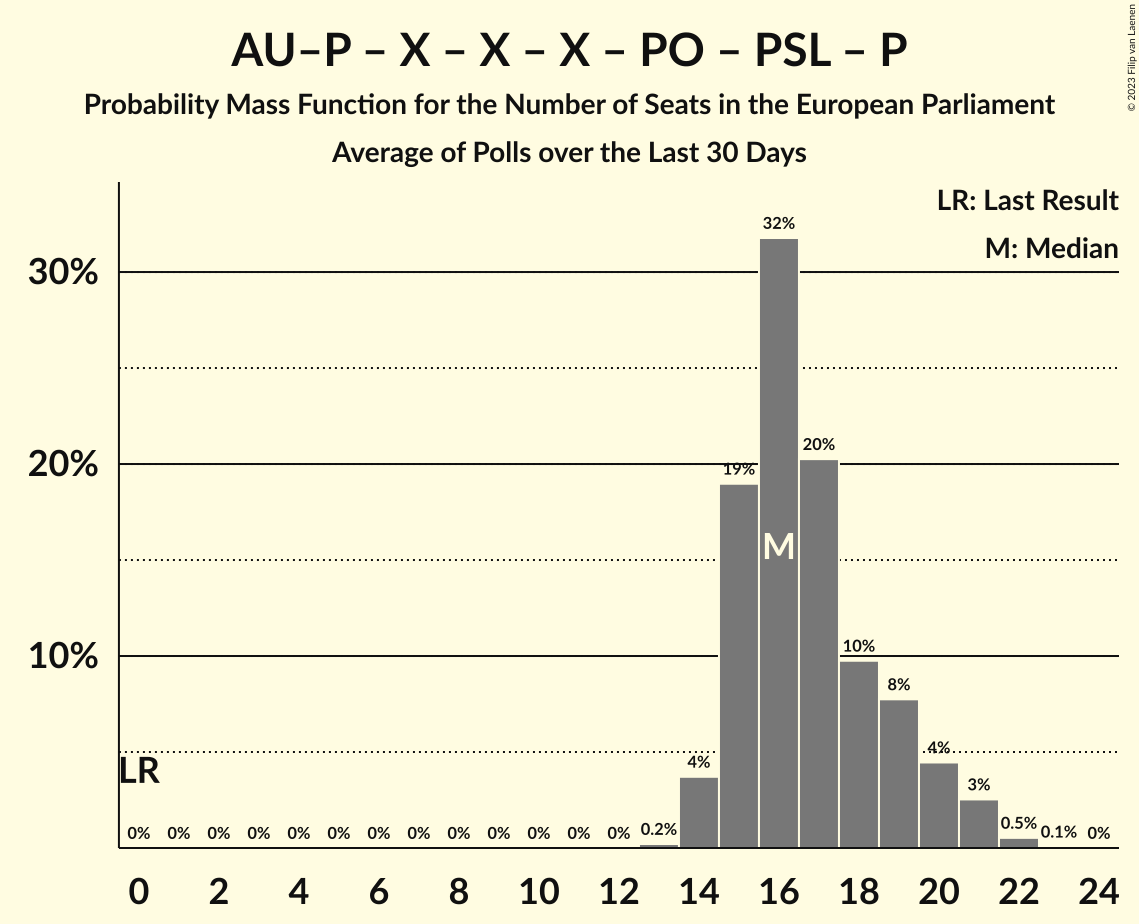 AU–P – X – X – X – PO – PSL – P
Probability Mass Function for the Number of Seats in the European Parliament
Average of Polls over the Last 30 Days
© 2023 Filip van Laenen
LR: Last Result
M: Median
30%
20%
10%
32%
19%
20%
10%
8%
4%
4%
3%
0.2%
0.5%
0.1%
0%
M
LR
0% 0% 0% 0% 0% 0% 0% 0% 0% 0% 0% 0% 0%
0 2 4 6 8 10 12 14 16 18 20 22 24